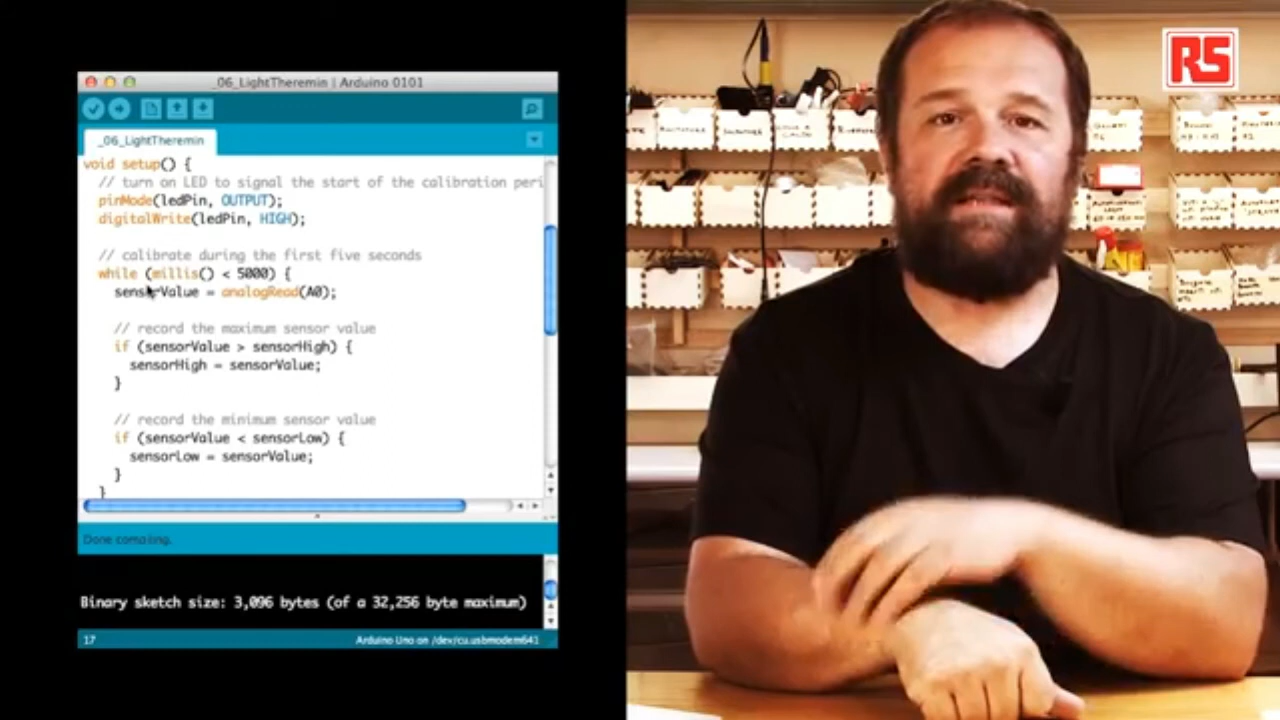 _06_LightTheremin | Arduino 0101
_06_LightTheremin
void setup() {
// turn on LED to signal the start of the calibration peri
pinMode(ledPin, OUTPUT);
digitalWrite(ledPin, HIGH);
// calibrate during the first five seconds
while (millis() < 5000) {
sensorValue = analogRead(A0);
// record the maximum sensor value
if (sensorValue > sensorHigh) {
sensorHigh = sensorValue;
}
// record the minimum sensor value
if (sensorValue < sensorLow) {
sensorLow = sensorValue;
}
}
Done compiling.
Binary sketch size: 3,096 bytes (of a 32,256 byte maximum)
17
Arduino Uno on /dev/cu.usbmodem641
RS